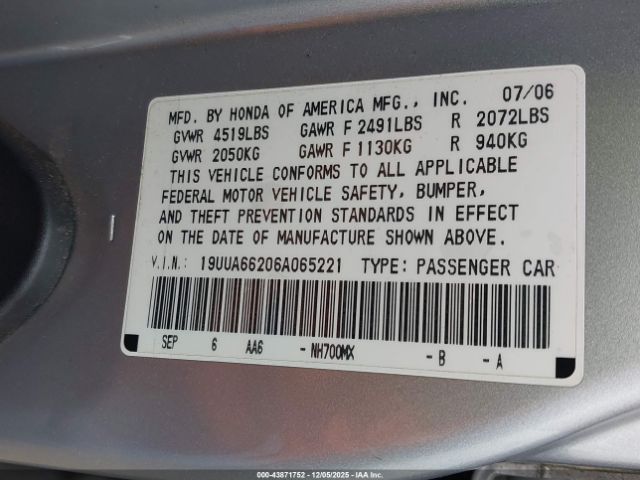 MFD. BY HONDA OF AMERICA MFG., INC. 07/06
GVWR 4519LBS GAWR F 2491LBS R 2072LBS
GVWR 2050KG GAWR F 1130KG R 940KG
THIS VEHICLE CONFORMS TO ALL APPLICABLE
FEDERAL MOTOR VEHICLE SAFETY, BUMPER,
AND THEFT PREVENTION STANDARDS IN EFFECT
ON THE DATE OF MANUFACTURE SHOWN ABOVE.
V.I.N.: 19UUA66206A065221 TYPE: PASSENGER CAR
SEP 6 AA6 -NH700MX -B -A
00-43871752 - 12/05/2025 - IAA Inc.